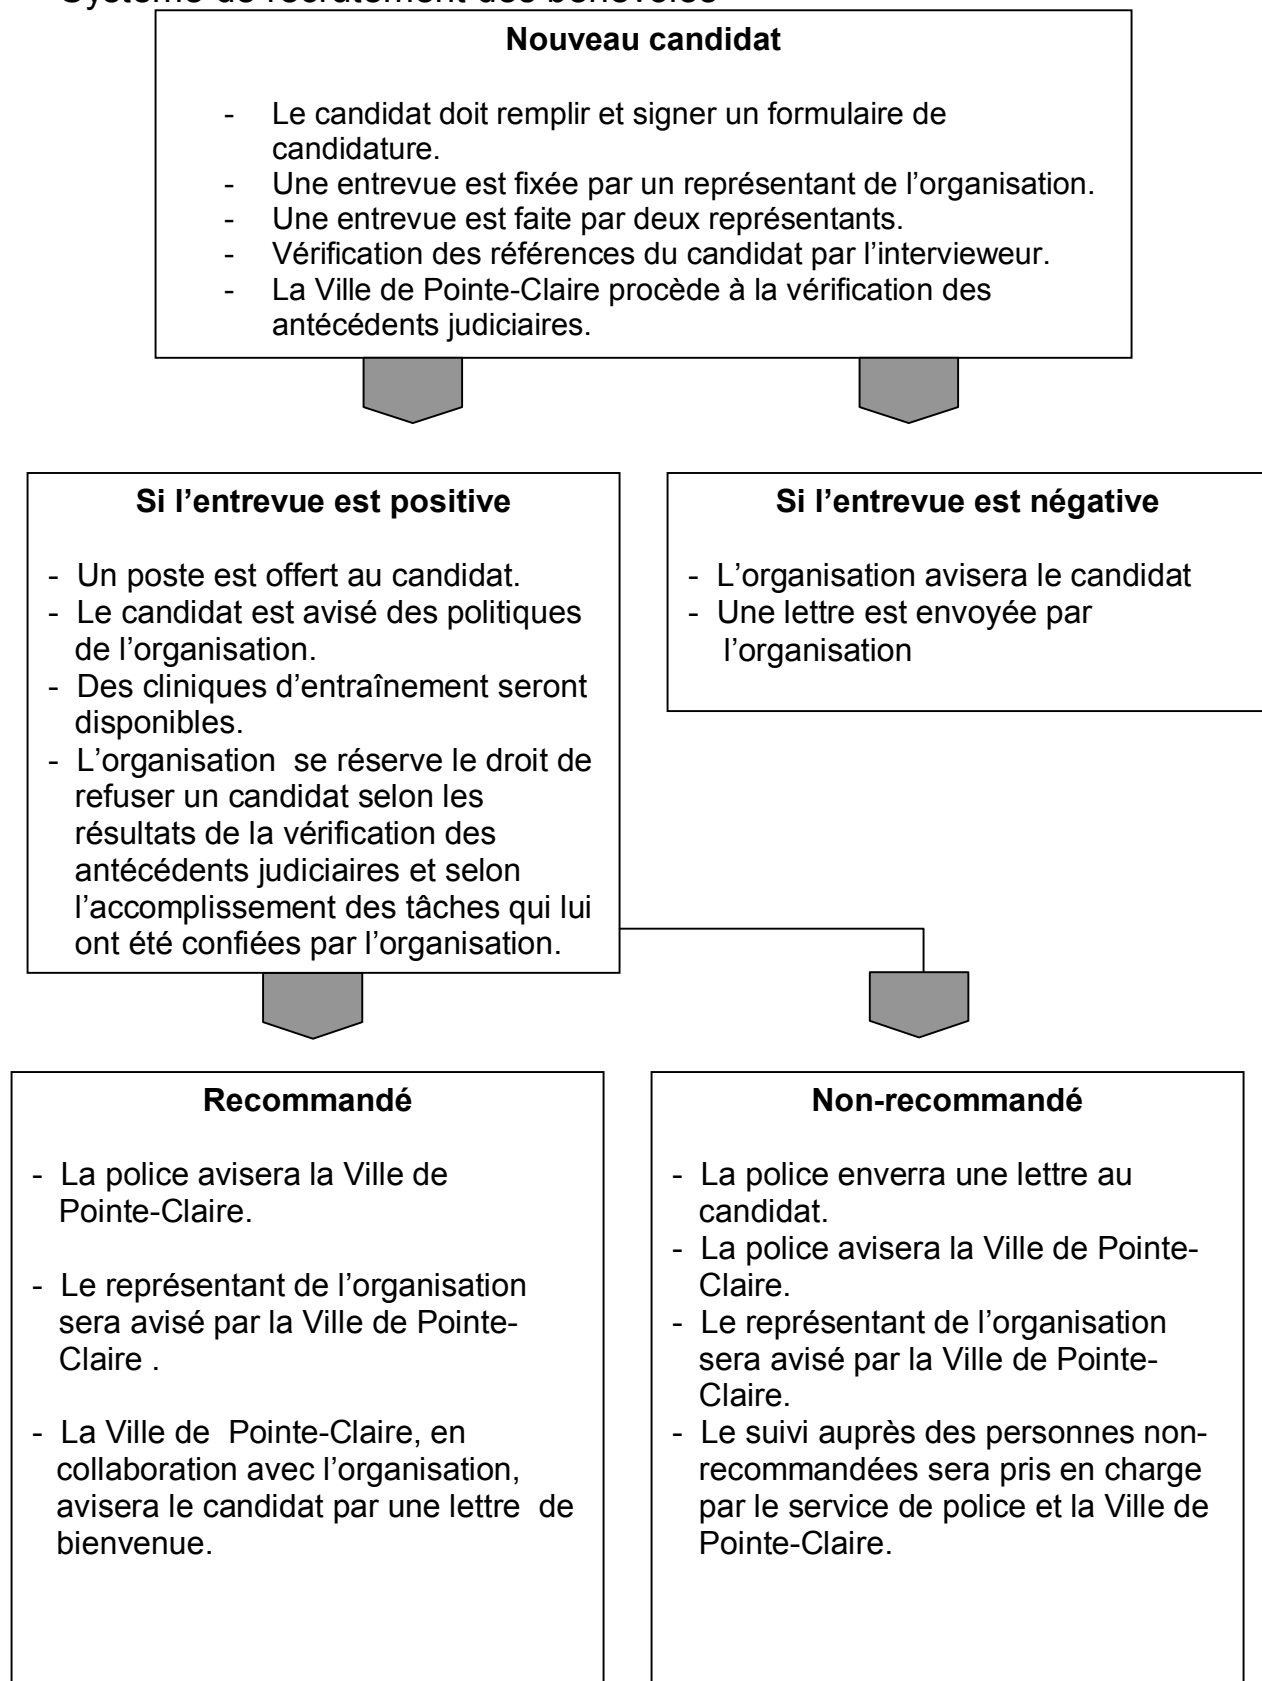 Système de recrutement des bénévoles
Nouveau candidat
- Le candidat doit remplir et signer un formulaire de
candidature.
- Une entrevue est fixée par un représentant de l’organisation.
- Une entrevue est faite par deux représentants.
- Vérification des références du candidat par l’intervieweur.
- La Ville de Pointe-Claire procède à la vérification des
antécédents judiciaires.
Si l’entrevue est positive
- Un poste est offert au candidat.
- Le candidat est avisé des politiques
de l’organisation.
- Des cliniques d’entraînement seront
disponibles.
- L’organisation se réserve le droit de
refuser un candidat selon les
résultats de la vérification des
antécédents judiciaires et selon
l’accomplissement des tâches qui lui
ont été confiées par l’organisation.
Si l’entrevue est négative
- L’organisation avisera le candidat
- Une lettre est envoyée par
l’organisation
Recommandé
- La police avisera la Ville de
Pointe-Claire.
- Le représentant de l’organisation
sera avisé par la Ville de Pointe-
Claire .
- La Ville de Pointe-Claire, en
collaboration avec l’organisation,
avisera le candidat par une lettre de
bienvenue.
Non-recommandé
- La police enverra une lettre au
candidat.
- La police avisera la Ville de Pointe-
Claire.
- Le représentant de l’organisation
sera avisé par la Ville de Pointe-
Claire.
- Le suivi auprès des personnes non-
recommandées sera pris en charge
par le service de police et la Ville de
Pointe-Claire.